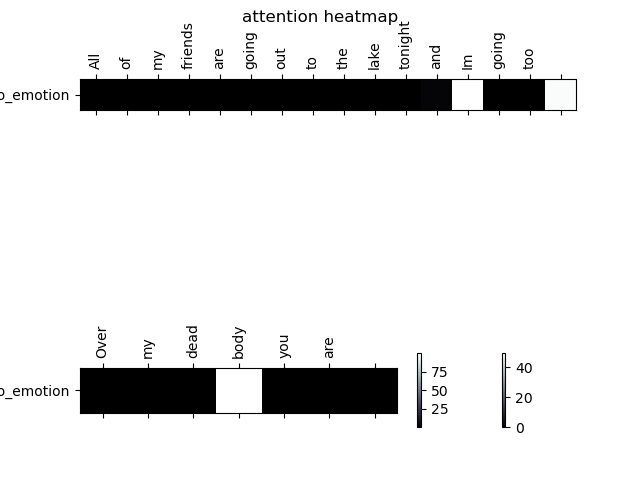 attention heatmap
All of my friends are going out to the lake tonight and Im going too
o_emotion
Over my dead body you are
o_emotion
75
50
25
40
20
0